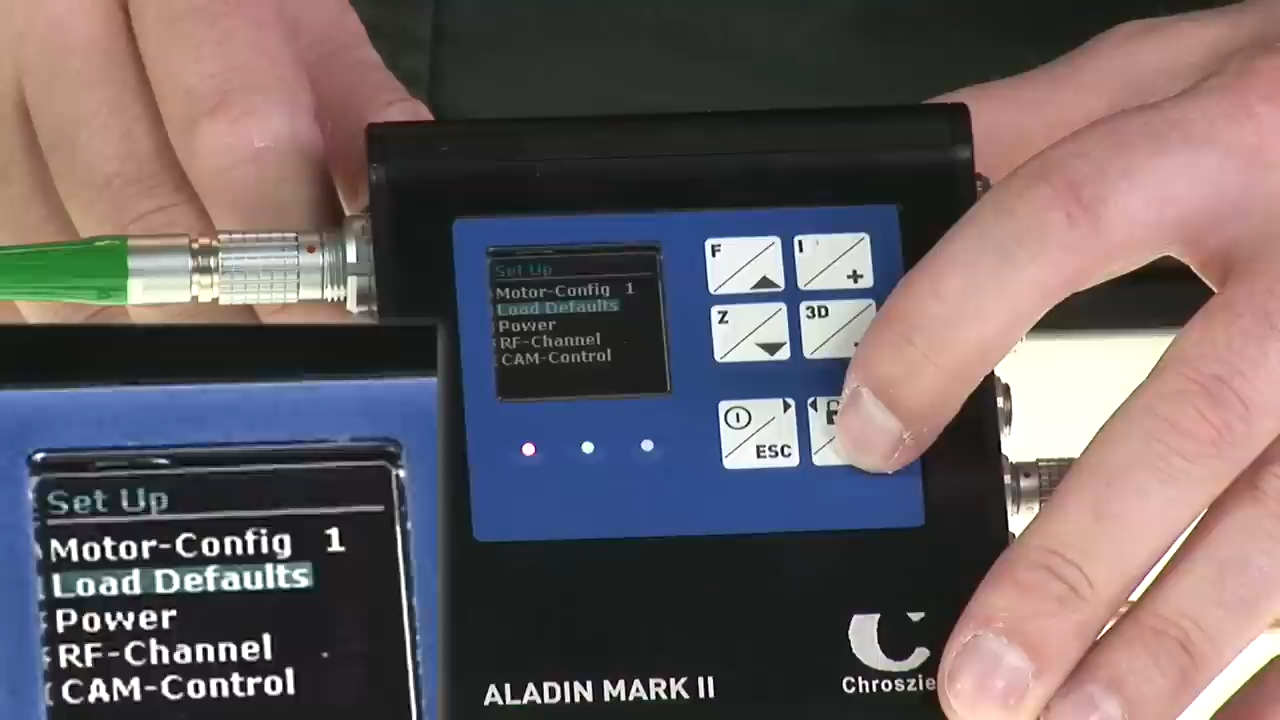 Set Up
Motor-Config 1
Load Defaults
Power
RF-Channel
CAM-Control
F
I
+
Z
3D
ESC
Set Up
Motor-Config 1
Load Defaults
Power
RF-Channel
CAM-Control
ALADIN MARK II
Chroszie